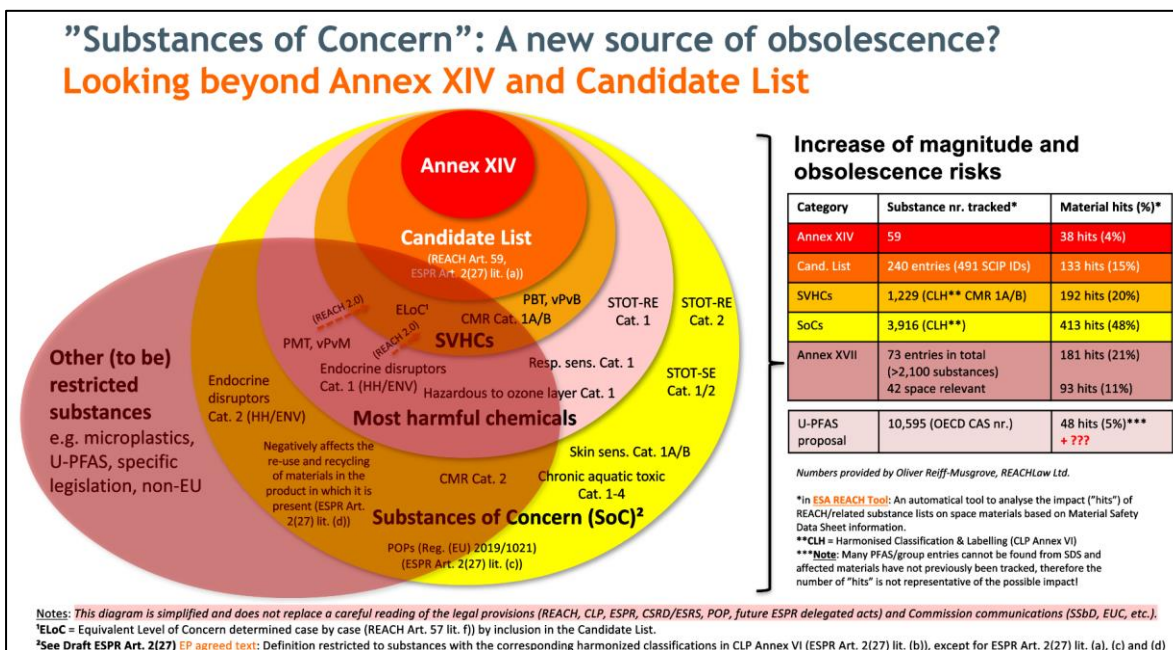 ”Substances of Concern”: A new source of obsolescence?
Looking beyond Annex XIV and Candidate List
Annex XIV
Candidate List
(REACH Art. 59,
ESPR Art. 2(27) lit. (a))
(REACH 2.0)
ELoC¹
PBT, vPvB
CMR Cat. 1A/B
SVHCs
STOT-RE
Cat. 1
STOT-RE
Cat. 2
PMT, vPvM
(REACH 2.0)
Endocrine disruptors
Cat. 1 (HH/ENV)
Resp. sens. Cat. 1
Hazardous to ozone layer Cat. 1
Most harmful chemicals
STOT-SE
Cat. 1/2
Other (to be)
restricted
substances
e.g. microplastics,
U-PFAS, specific
legislation, non-EU
Endocrine
disruptors
Cat. 2 (HH/ENV)
Negatively affects the
re-use and recycling
of materials in the
product in which it is
present (ESPR Art.
2(27) lit. (d))
CMR Cat. 2
Skin sens. Cat. 1A/B
Chronic aquatic toxic
Cat. 1-4
Substances of Concern (SoC)²
POPs (Reg. (EU) 2019/1021)
(ESPR Art. 2(27) lit. (c))
Increase of magnitude and
obsolescence risks
Category Substance nr. tracked* Material hits (%)*
Annex XIV 59 38 hits (4%)
Cand. List 240 entries (491 SCIP IDs) 133 hits (15%)
SVHCs 1,229 (CLH** CMR 1A/B) 192 hits (20%)
SoCs 3,916 (CLH**) 413 hits (48%)
Annex XVII 73 entries in total 181 hits (21%)
(>2,100 substances)
42 space relevant 93 hits (11%)
U-PFAS 10,595 (OECD CAS nr.) 48 hits (5%)***
proposal + ???
Numbers provided by Oliver Reiff-Musgrove, REACHLaw Ltd.
*in ESA REACH Tool: An automatical tool to analyse the impact ("hits") of
REACH/related substance lists on space materials based on Material Safety
Data Sheet information.
**CLH = Harmonised Classification & Labelling (CLP Annex VI)
***Note: Many PFAS/group entries cannot be found from SDS and
affected materials have not previously been tracked, therefore the
number of "hits" is not representative of the possible impact!
Notes: This diagram is simplified and does not replace a careful reading of the legal provisions (REACH, CLP, ESPR, CSRD/ESRS, POP, future ESPR delegated acts) and Commission communications (SSbD, EUC, etc.).
¹ELoC = Equivalent Level of Concern determined case by case (REACH Art. 57 lit. f)) by inclusion in the Candidate List.
²See Draft ESPR Art. 2(27) EP agreed text: Definition restricted to substances with the corresponding harmonized classifications in CLP Annex VI (ESPR Art. 2(27) lit. (b)), except for ESPR Art. 2(27) lit. (a), (c) and (d)